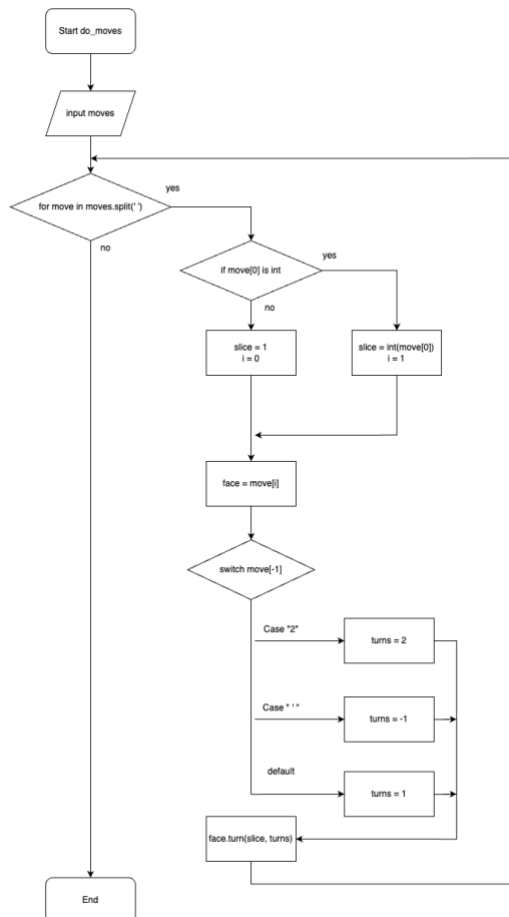 Start do_moves
input moves
for move in moves.split(' ')
yes
no
if move[0] is int
yes
no
slice = 1
i = 0
slice = int(move[0])
i = 1
face = move[i]
switch move[-1]
Case "2"
turns = 2
Case " ' "
turns = -1
default
turns = 1
face.turn(slice, turns)
End